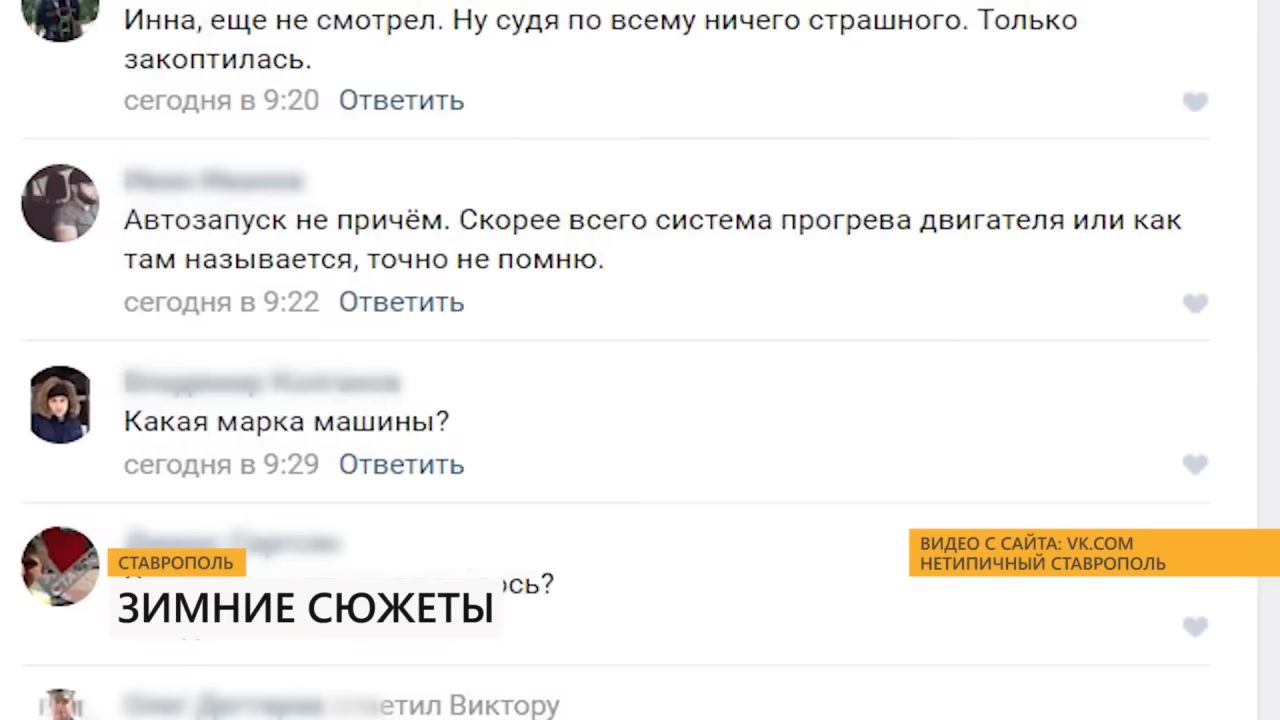 Инна, еще не смотрел. Ну судя по всему ничего страшного. Только
закоптилась.
сегодня в 9:20 Ответить
Автозапуск не причём. Скорее всего система прогрева двигателя или как
там называется, точно не помню.
сегодня в 9:22 Ответить
Какая марка машины?
сегодня в 9:29 Ответить
СТАВРОПОЛЬ
ЗИМНИЕ СЮЖЕТЫ
ВИДЕО С САЙТА: VK.COM
НЕТИПИЧНЫЙ СТАВРОПОЛЬ
Виктору